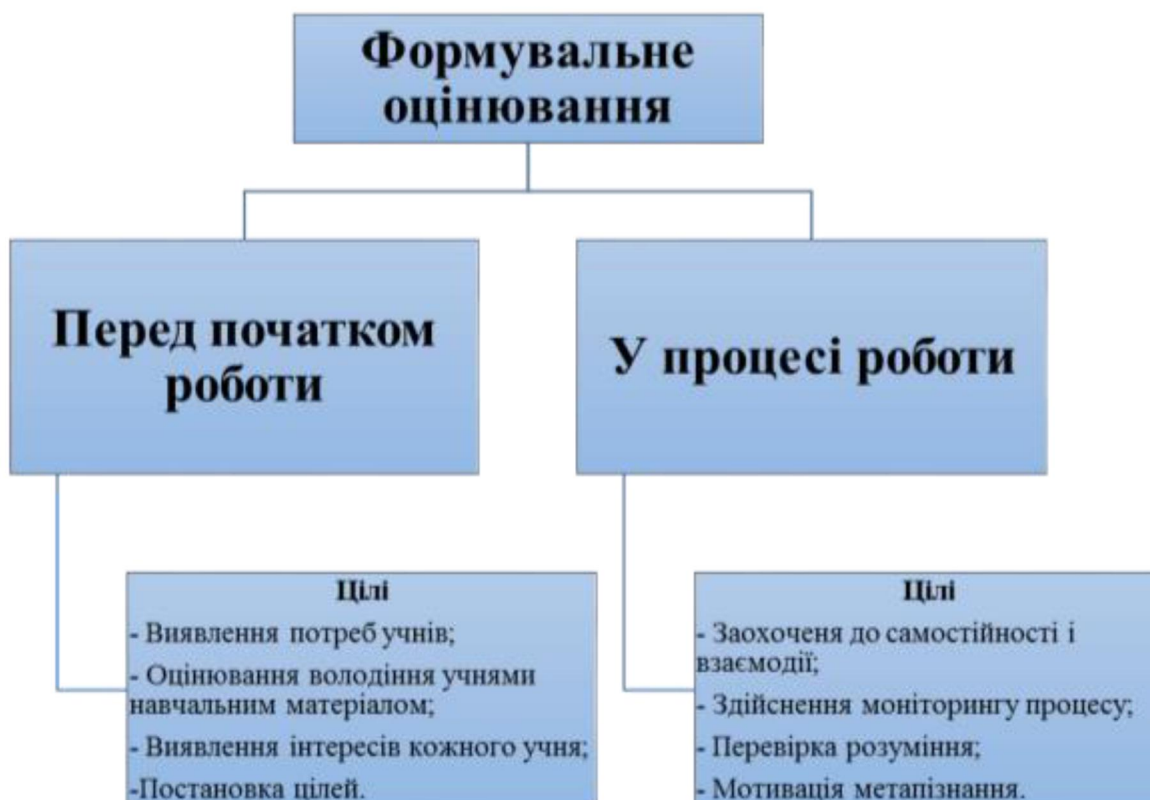 Формувальне
оцінювання
Перед початком
роботи
У процесі роботи
Цілі
- Виявлення потреб учнів;
- Оцінювання володіння учнями
навчальним матеріалом;
- Виявлення інтересів кожного учня;
-Постановка цілей.
Цілі
- Заохоченя до самостійності і
взаємодії;
- Здійснення моніторингу процесу;
- Перевірка розуміння;
- Мотивація метапізнання.